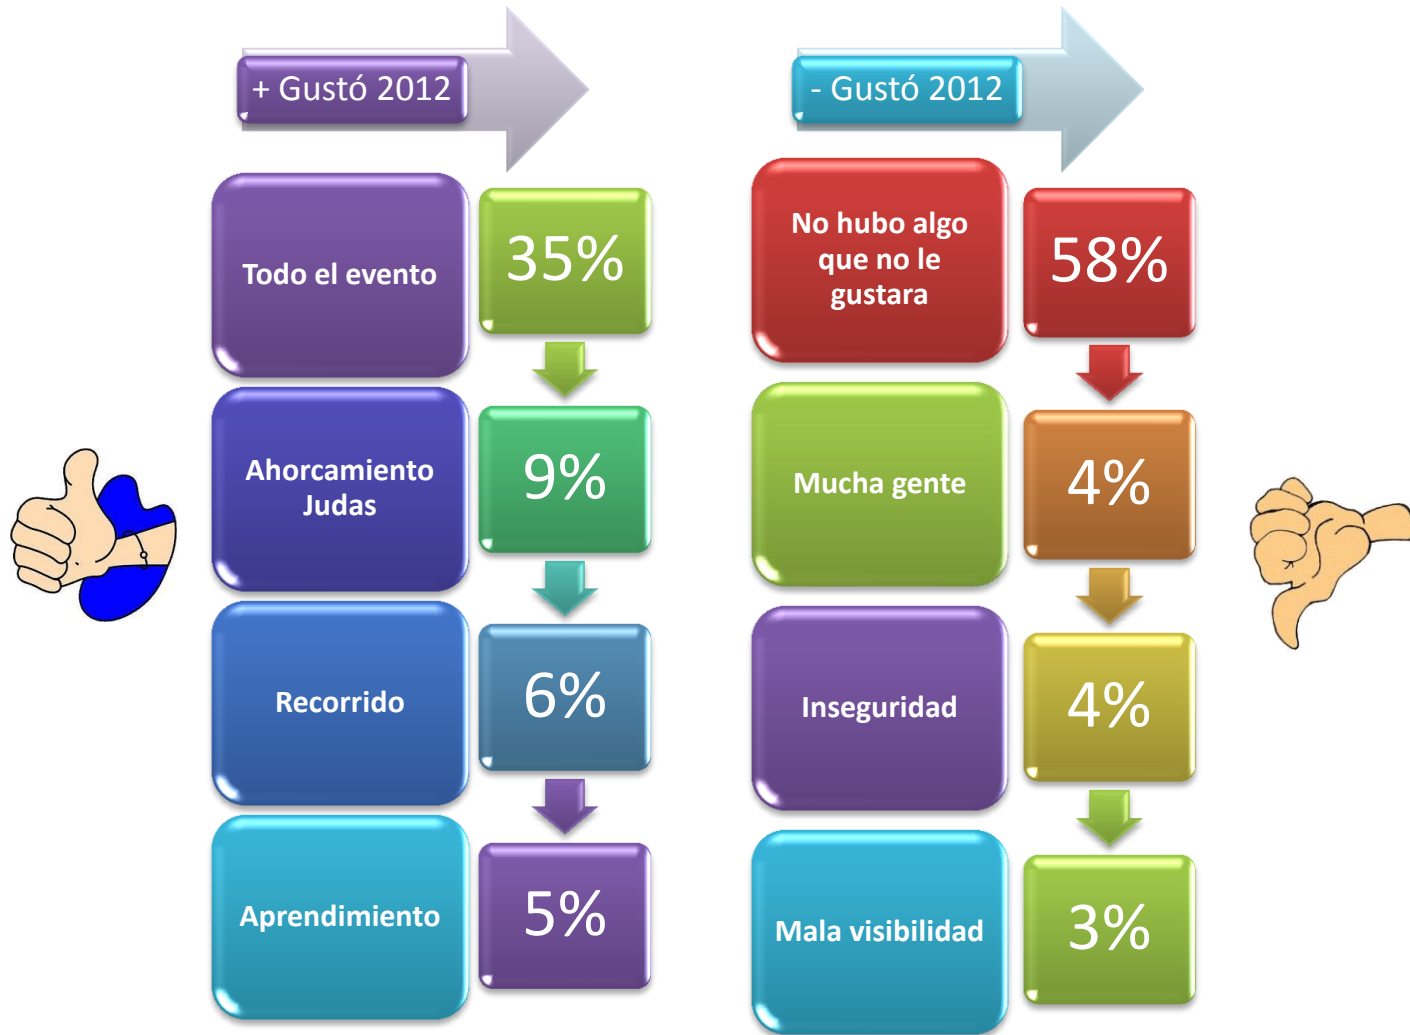 + Gustó 2012
Todo el evento
35%
Ahorcamiento
Judas
9%
Recorrido
6%
Aprendimiento
5%
- Gustó 2012
No hubo algo
que no le
gustara
58%
Mucha gente
4%
Inseguridad
4%
Mala visibilidad
3%